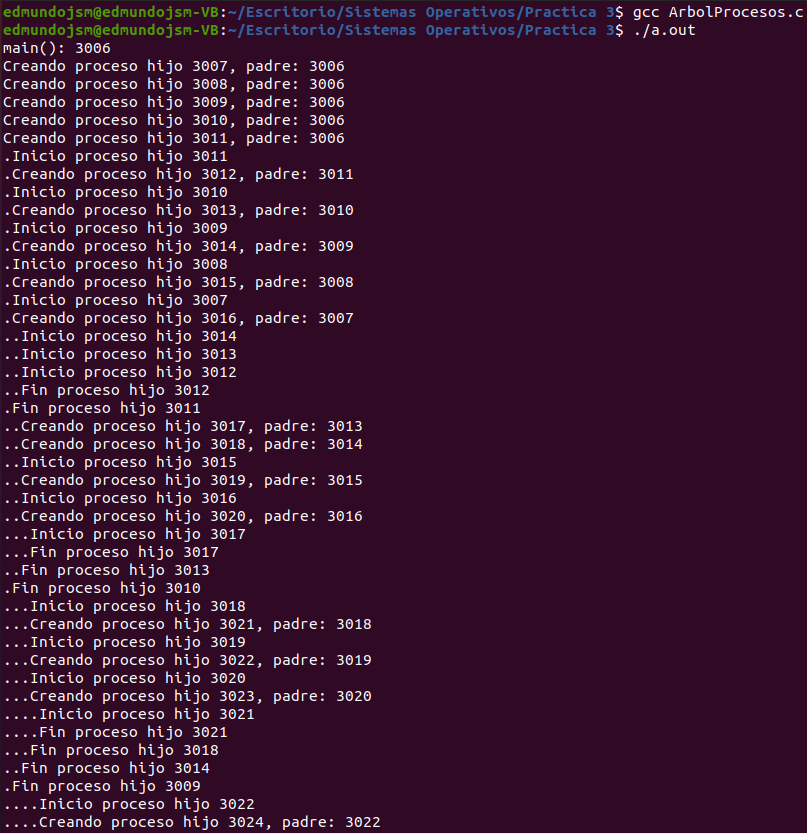 edmundojsm@edmundojsm-VB:~/Escritorio/Sistemas Operativos/Practica 3$ gcc ArbolProcesos.c
edmundojsm@edmundojsm-VB:~/Escritorio/Sistemas Operativos/Practica 3$ ./a.out
main(): 3006
Creando proceso hijo 3007, padre: 3006
Creando proceso hijo 3008, padre: 3006
Creando proceso hijo 3009, padre: 3006
Creando proceso hijo 3010, padre: 3006
Creando proceso hijo 3011, padre: 3006
.Inicio proceso hijo 3011
.Creando proceso hijo 3012, padre: 3011
.Inicio proceso hijo 3010
.Creando proceso hijo 3013, padre: 3010
.Inicio proceso hijo 3009
.Creando proceso hijo 3014, padre: 3009
.Inicio proceso hijo 3008
.Creando proceso hijo 3015, padre: 3008
.Inicio proceso hijo 3007
.Creando proceso hijo 3016, padre: 3007
..Inicio proceso hijo 3014
..Inicio proceso hijo 3013
..Inicio proceso hijo 3012
..Fin proceso hijo 3012
.Fin proceso hijo 3011
..Creando proceso hijo 3017, padre: 3013
..Creando proceso hijo 3018, padre: 3014
..Inicio proceso hijo 3015
..Creando proceso hijo 3019, padre: 3015
..Inicio proceso hijo 3016
..Creando proceso hijo 3020, padre: 3016
...Inicio proceso hijo 3017
...Fin proceso hijo 3017
..Fin proceso hijo 3013
.Fin proceso hijo 3010
...Inicio proceso hijo 3018
...Creando proceso hijo 3021, padre: 3018
...Inicio proceso hijo 3019
...Creando proceso hijo 3022, padre: 3019
...Inicio proceso hijo 3020
...Creando proceso hijo 3023, padre: 3020
....Inicio proceso hijo 3021
....Fin proceso hijo 3021
...Fin proceso hijo 3018
..Fin proceso hijo 3014
.Fin proceso hijo 3009
....Inicio proceso hijo 3022
....Creando proceso hijo 3024, padre: 3022